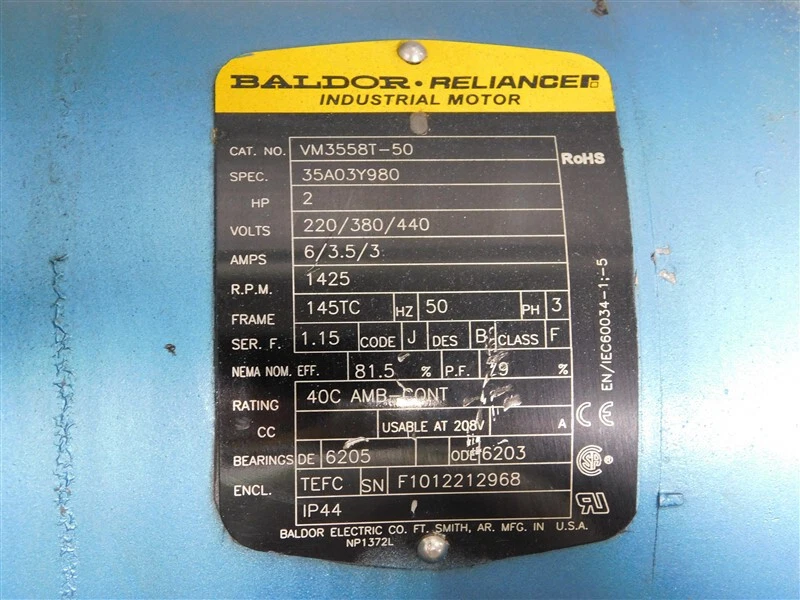 BALDOR • RELIANCE
INDUSTRIAL MOTOR
CAT. NO. VM3558T-50
RoHS
SPEC. 35A03Y980
HP 2
VOLTS 220/380/440
AMPS 6/3.5/3
R.P.M. 1425
FRAME 145TC HZ 50 PH 3
SER. F. 1.15 CODE J DES B CLASS F
NEMA NOM. EFF. 81.5 % P.F. 79 %
RATING 40C AMB-CONT
CC USABLE AT 208V A
BEARINGS DE 6205 ODE 6203
ENCL. TEFC SN F1012212968
IP44
BALDOR ELECTRIC CO. FT. SMITH, AR. MFG. IN U.S.A.
NP1372L
EN/IEC60034-1:-5
CE
CSA ®